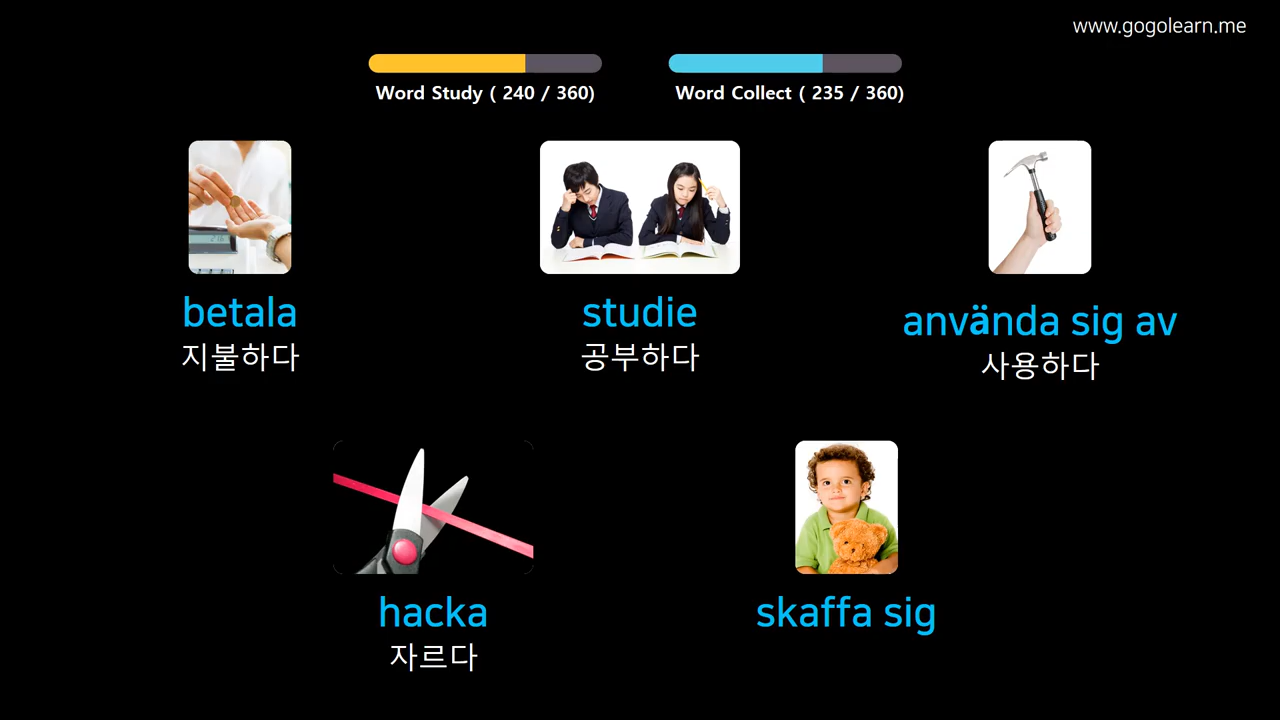 www.gogolearn.me
Word Study ( 240 / 360)
Word Collect ( 235 / 360)
betala
지불하다
studie
공부하다
använda sig av
사용하다
hacka
자르다
skaffa sig